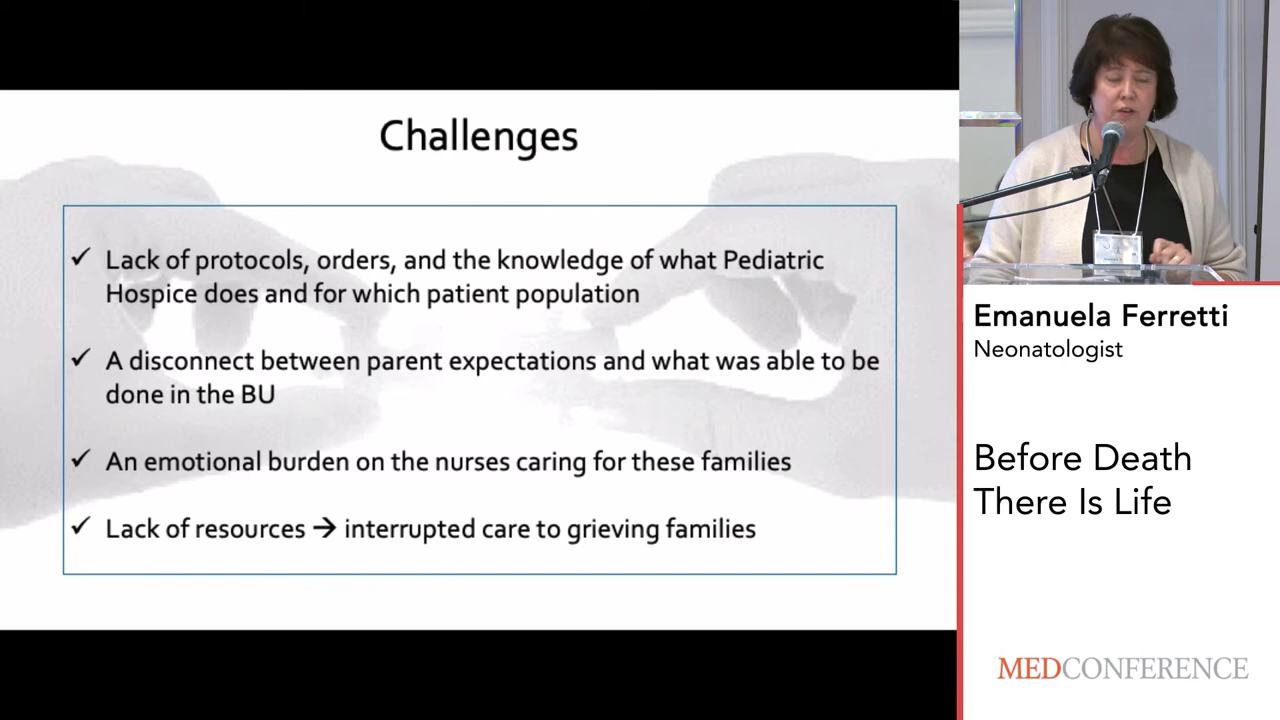 Challenges
✓ Lack of protocols, orders, and the knowledge of what Pediatric
Hospice does and for which patient population
✓ A disconnect between parent expectations and what was able to be
done in the BU
✓ An emotional burden on the nurses caring for these families
✓ Lack of resources → interrupted care to grieving families
Emanuela Ferretti
Neonatologist
Before Death
There Is Life
MEDCONFERENCE